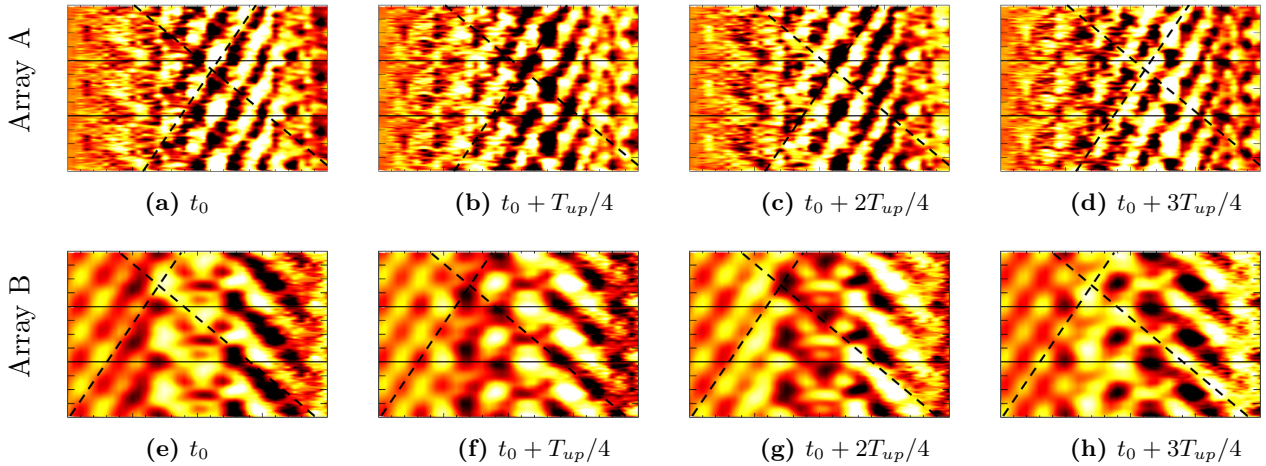 Array A
(a) t₀ (b) t₀ + Tᵤₚ/4 (c) t₀ + 2Tᵤₚ/4 (d) t₀ + 3Tᵤₚ/4
Array B
(e) t₀ (f) t₀ + Tᵤₚ/4 (g) t₀ + 2Tᵤₚ/4 (h) t₀ + 3Tᵤₚ/4